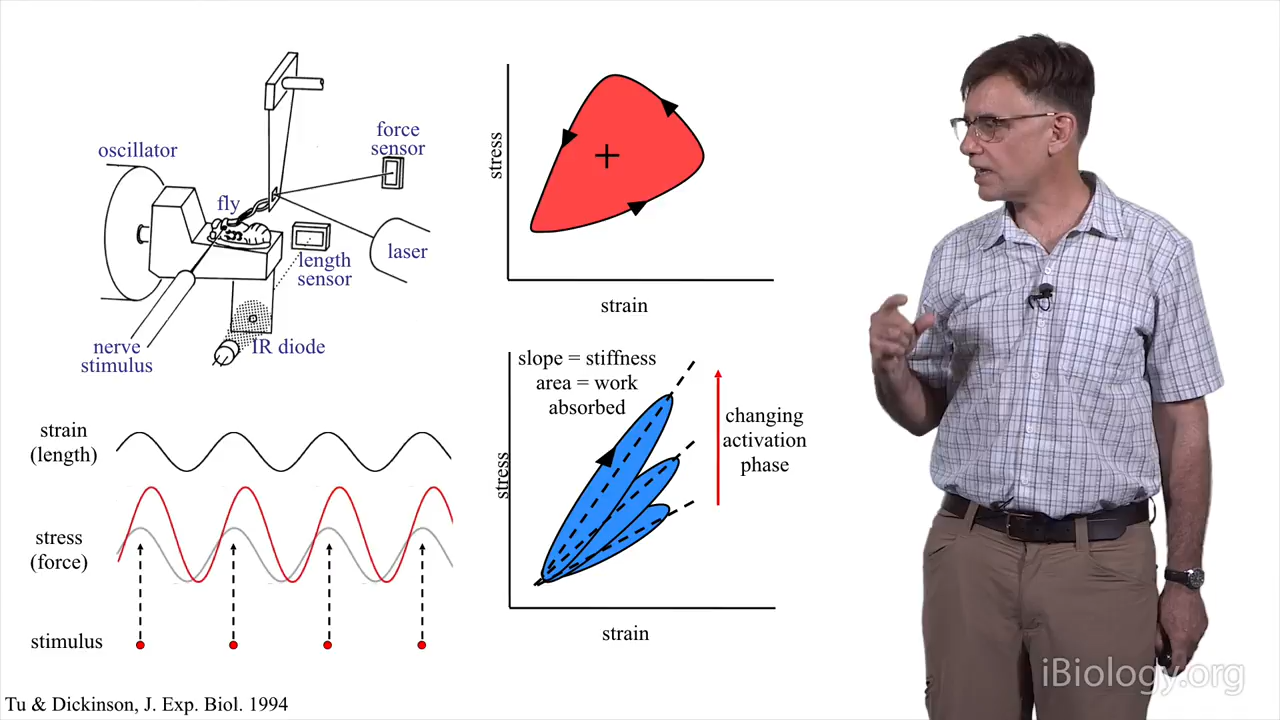 oscillator
fly
force
sensor
length
sensor
laser
nerve
stimulus
IR diode
stress
+
strain
slope = stiffness
area = work
absorbed
changing
activation
phase
stress
strain
strain
(length)
stress
(force)
stimulus
Tu & Dickinson, J. Exp. Biol. 1994
iBiology.org